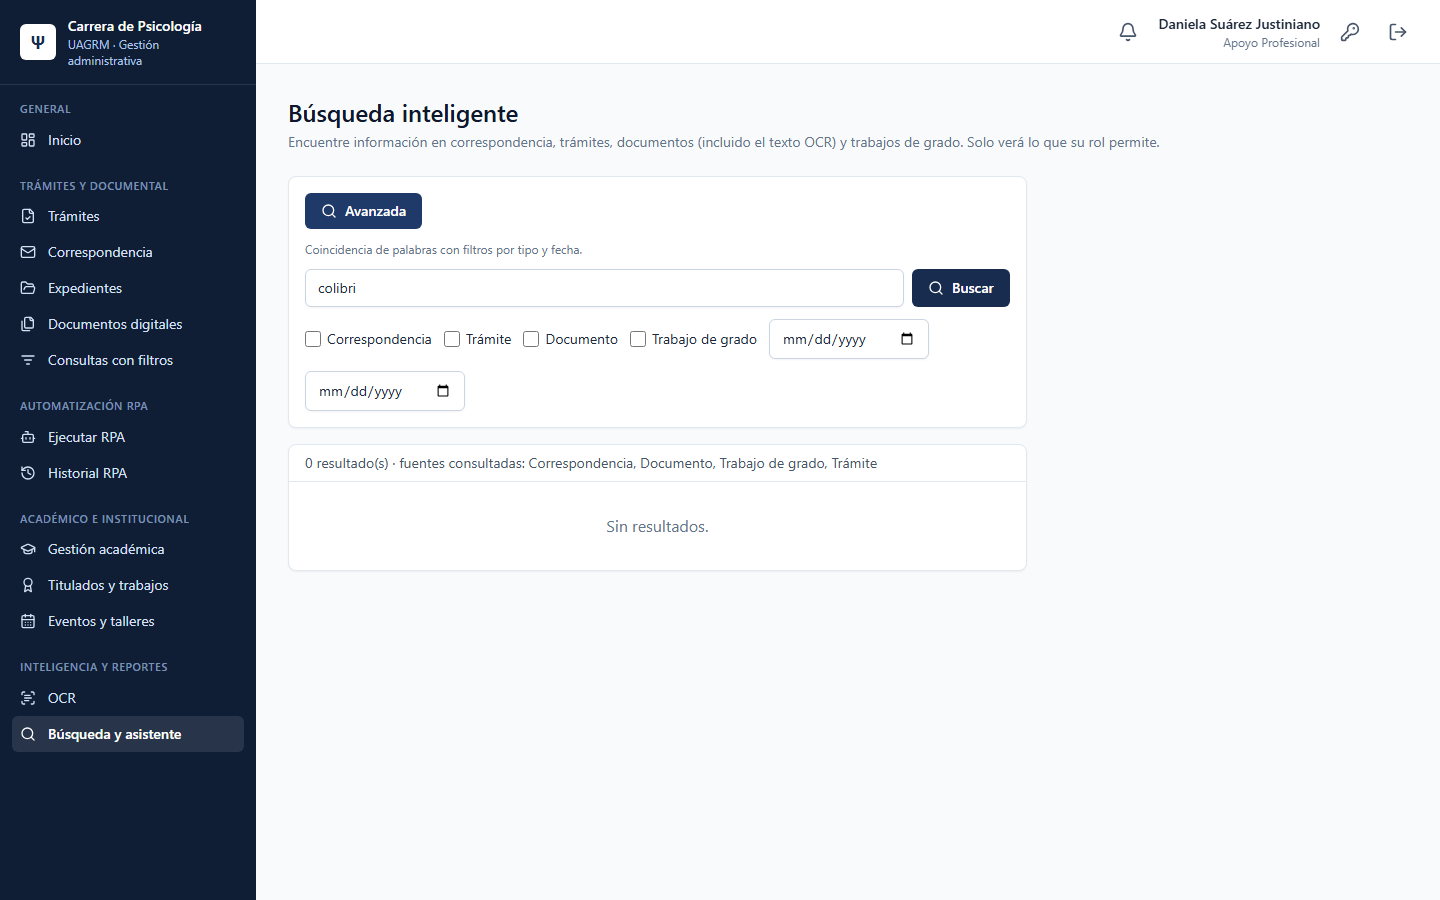 Ψ
Carrera de Psicología
UAGRM · Gestión
administrativa
GENERAL
Inicio
TRÁMITES Y DOCUMENTAL
Trámites
Correspondencia
Expedientes
Documentos digitales
Consultas con filtros
AUTOMATIZACIÓN RPA
Ejecutar RPA
Historial RPA
ACADÉMICO E INSTITUCIONAL
Gestión académica
Titulados y trabajos
Eventos y talleres
INTELIGENCIA Y REPORTES
OCR
Búsqueda y asistente
Daniela Suárez Justiniano
Apoyo Profesional
Búsqueda inteligente
Encuentre información en correspondencia, trámites, documentos (incluido el texto OCR) y trabajos de grado. Solo verá lo que su rol permite.
Avanzada
Coincidencia de palabras con filtros por tipo y fecha.
colibri
Buscar
Correspondencia Trámite Documento Trabajo de grado mm/dd/yyyy
mm/dd/yyyy
0 resultado(s) · fuentes consultadas: Correspondencia, Documento, Trabajo de grado, Trámite
Sin resultados.